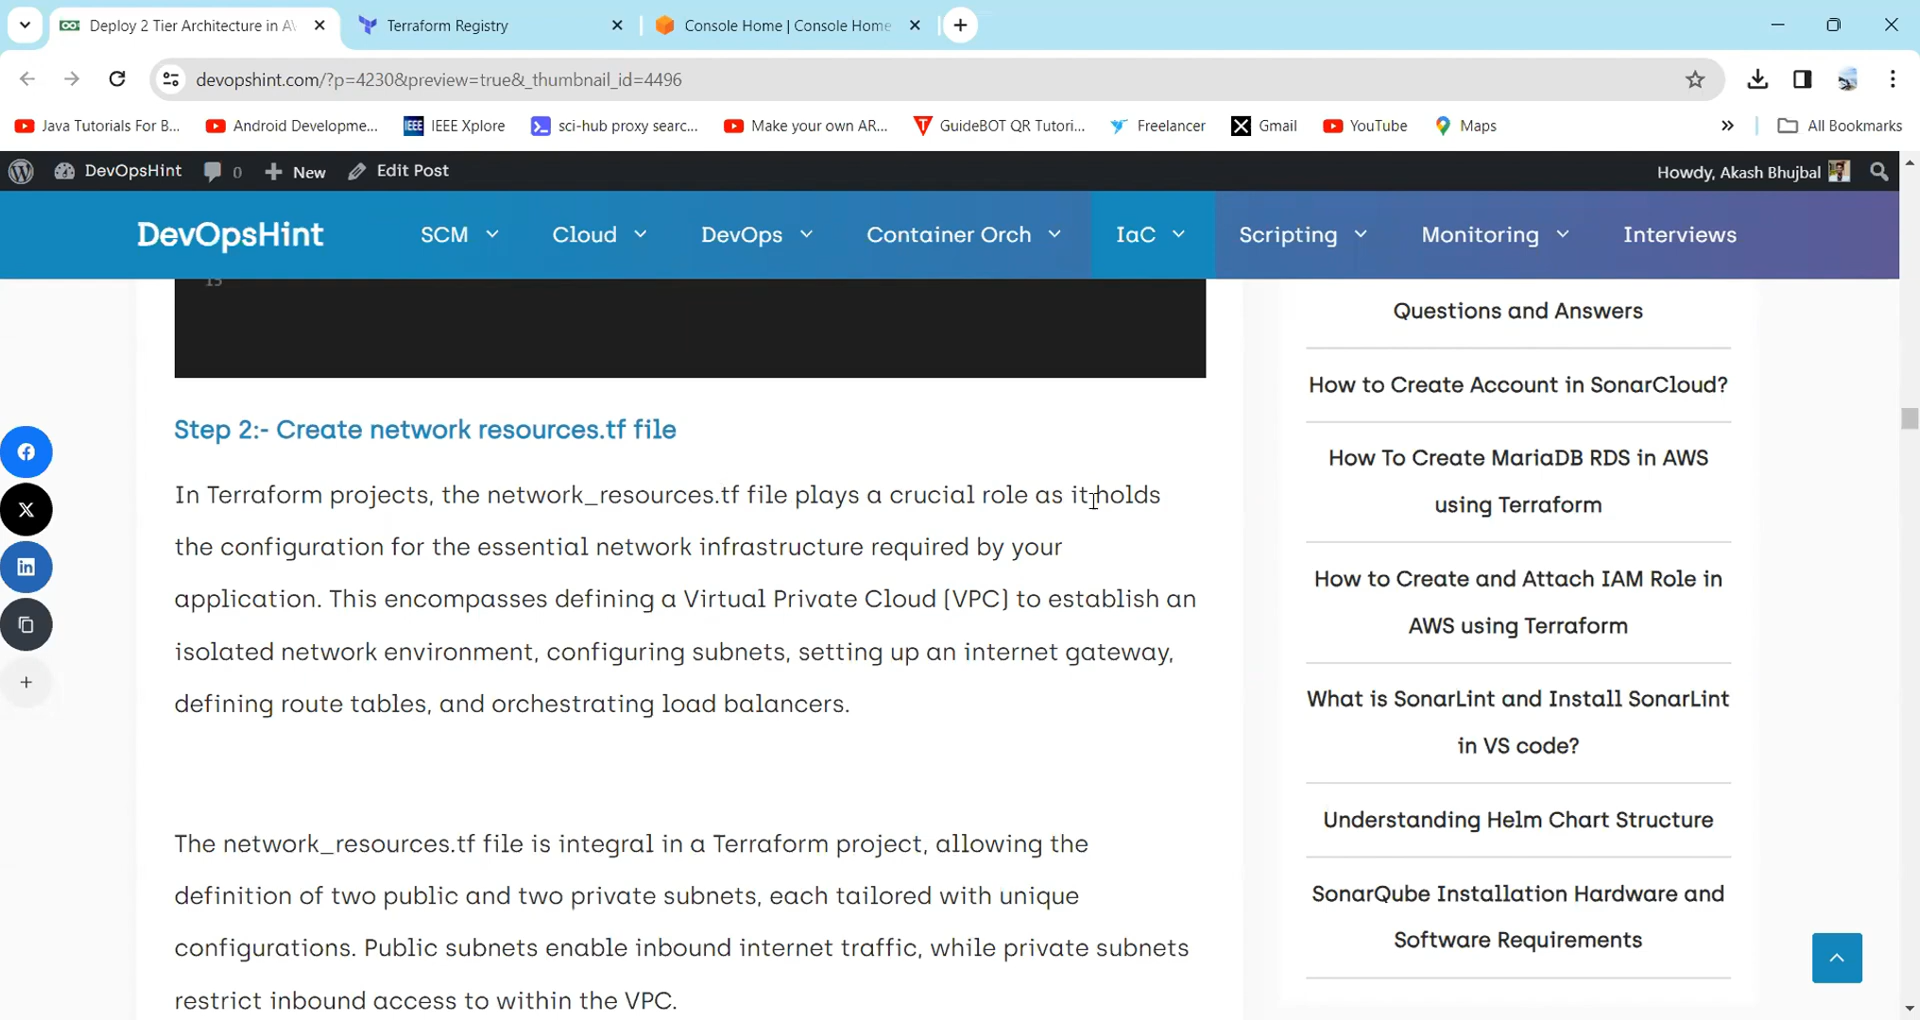 Deploy 2 Tier Architecture in A
Terraform Registry
Console Home | Console Home
devopshint.com/?p=4230&preview=true&_thumbnail_id=4496
Java Tutorials For B...
Android Developme...
IEEE Xplore
sci-hub proxy searc...
Make your own AR...
GuideBOT QR Tutori...
Freelancer
Gmail
YouTube
Maps
All Bookmarks
DevOpsHint
0
New
Edit Post
Howdy, Akash Bhujbal
DevOpsHint
SCM
Cloud
DevOps
Container Orch
IaC
Scripting
Monitoring
Interviews
15
Step 2:- Create network resources.tf file
In Terraform projects, the network_resources.tf file plays a crucial role as it holds
the configuration for the essential network infrastructure required by your
application. This encompasses defining a Virtual Private Cloud (VPC) to establish an
isolated network environment, configuring subnets, setting up an internet gateway,
defining route tables, and orchestrating load balancers.
The network_resources.tf file is integral in a Terraform project, allowing the
definition of two public and two private subnets, each tailored with unique
configurations. Public subnets enable inbound internet traffic, while private subnets
restrict inbound access to within the VPC.
Questions and Answers
How to Create Account in SonarCloud?
How To Create MariaDB RDS in AWS
using Terraform
How to Create and Attach IAM Role in
AWS using Terraform
What is SonarLint and Install SonarLint
in VS code?
Understanding Helm Chart Structure
SonarQube Installation Hardware and
Software Requirements